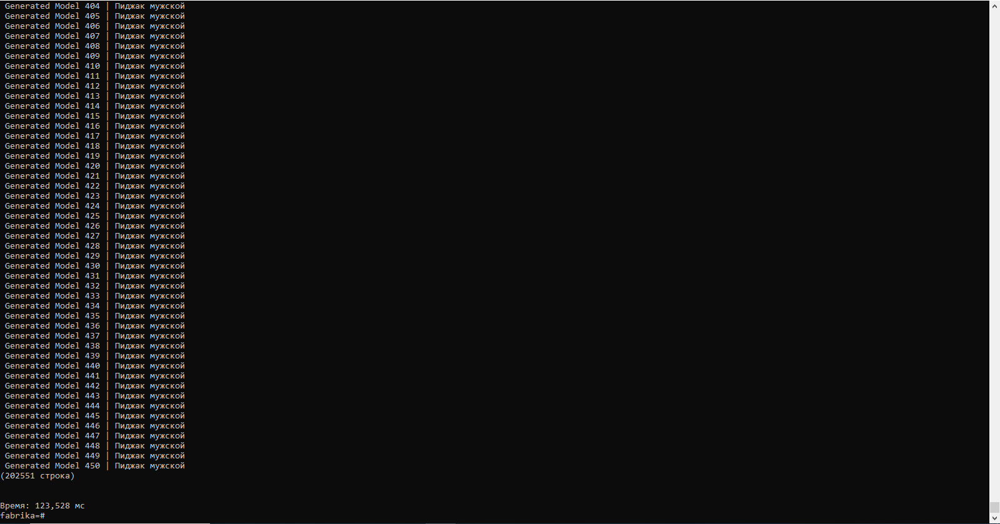 Generated Model 404 | Пиджак мужской
Generated Model 405 | Пиджак мужской
Generated Model 406 | Пиджак мужской
Generated Model 407 | Пиджак мужской
Generated Model 408 | Пиджак мужской
Generated Model 409 | Пиджак мужской
Generated Model 410 | Пиджак мужской
Generated Model 411 | Пиджак мужской
Generated Model 412 | Пиджак мужской
Generated Model 413 | Пиджак мужской
Generated Model 414 | Пиджак мужской
Generated Model 415 | Пиджак мужской
Generated Model 416 | Пиджак мужской
Generated Model 417 | Пиджак мужской
Generated Model 418 | Пиджак мужской
Generated Model 419 | Пиджак мужской
Generated Model 420 | Пиджак мужской
Generated Model 421 | Пиджак мужской
Generated Model 422 | Пиджак мужской
Generated Model 423 | Пиджак мужской
Generated Model 424 | Пиджак мужской
Generated Model 425 | Пиджак мужской
Generated Model 426 | Пиджак мужской
Generated Model 427 | Пиджак мужской
Generated Model 428 | Пиджак мужской
Generated Model 429 | Пиджак мужской
Generated Model 430 | Пиджак мужской
Generated Model 431 | Пиджак мужской
Generated Model 432 | Пиджак мужской
Generated Model 433 | Пиджак мужской
Generated Model 434 | Пиджак мужской
Generated Model 435 | Пиджак мужской
Generated Model 436 | Пиджак мужской
Generated Model 437 | Пиджак мужской
Generated Model 438 | Пиджак мужской
Generated Model 439 | Пиджак мужской
Generated Model 440 | Пиджак мужской
Generated Model 441 | Пиджак мужской
Generated Model 442 | Пиджак мужской
Generated Model 443 | Пиджак мужской
Generated Model 444 | Пиджак мужской
Generated Model 445 | Пиджак мужской
Generated Model 446 | Пиджак мужской
Generated Model 447 | Пиджак мужской
Generated Model 448 | Пиджак мужской
Generated Model 449 | Пиджак мужской
Generated Model 450 | Пиджак мужской
(202551 строка)
Время: 123,528 мс
fabrika=#